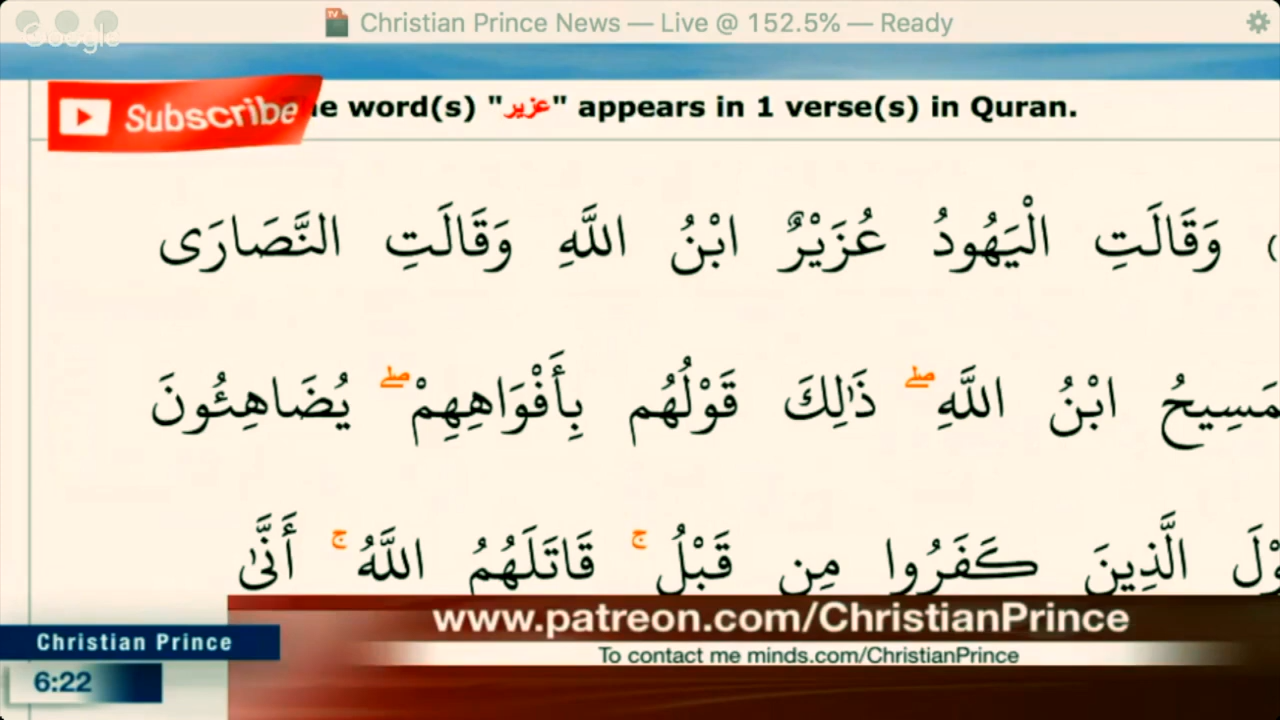 Christian Prince News — Live @ 152.5% — Ready
Google
Subscribe
word(s) "عزير" appears in 1 verse(s) in Quran.
وَقَالَتِ الْيَهُودُ عُزَيْرٌ ابْنُ اللَّهِ وَقَالَتِ النَّصَارَى
ابْنُ اللَّهِ ۖ ذَٰلِكَ قَوْلُهُم بِأَفْوَاهِهِمْ ۖ يُضَاهِئُونَ
الَّذِينَ كَفَرُوا مِن قَبْلُ ۚ قَاتَلَهُمُ اللَّهُ ۚ أَنَّىٰ
www.patreon.com/ChristianPrince
Christian Prince
To contact me minds.com/ChristianPrince
6:22